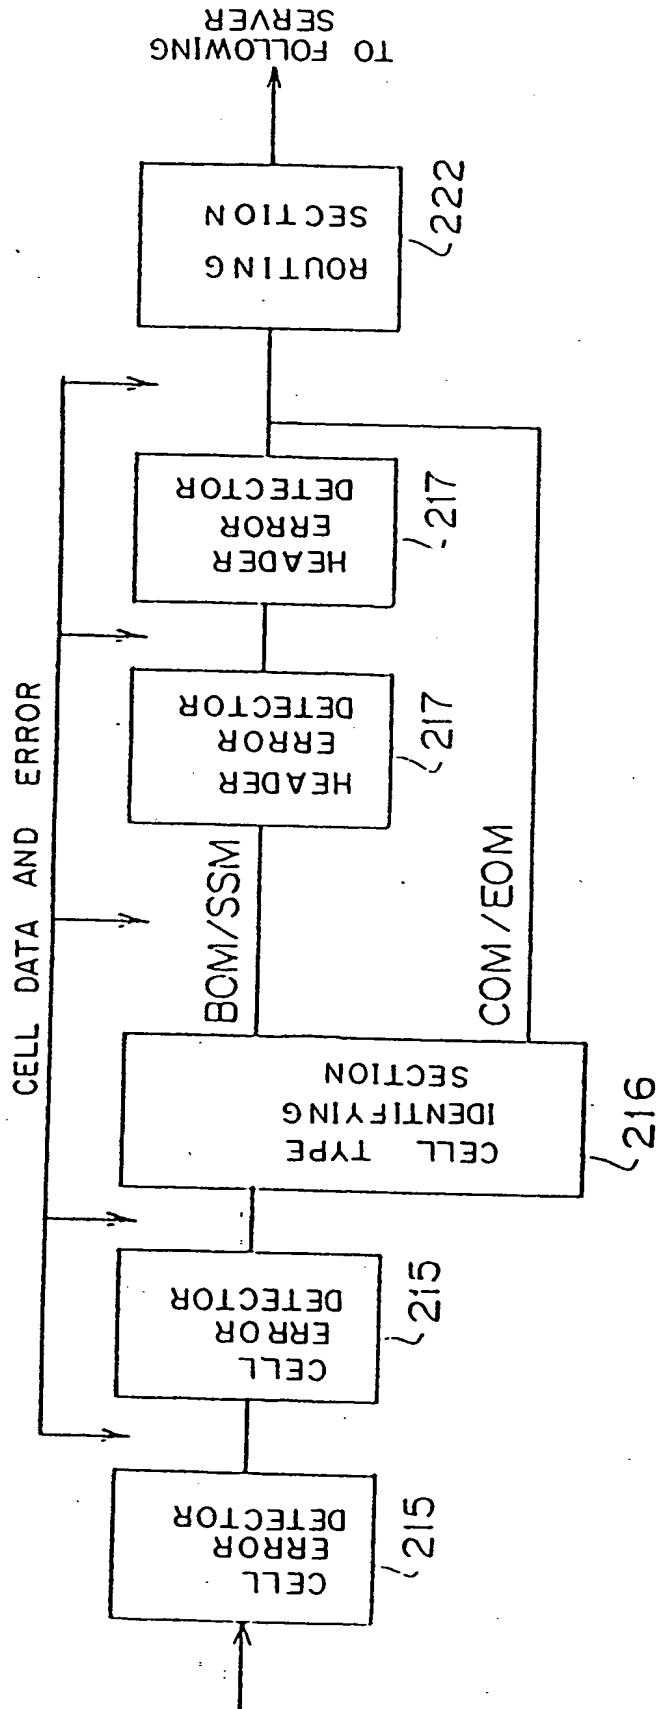 CELL DATA AND ERROR
CELL
ERROR
DETECTOR
215
CELL
ERROR
DETECTOR
215
CELL TYPE
IDENTIFYING
SECTION
216
BOM/SSM
COM/EOM
HEADER
ERROR
DETECTOR
217
HEADER
ERROR
DETECTOR
217
ROUTING
SECTION
222
TO FOLLOWING
SERVER